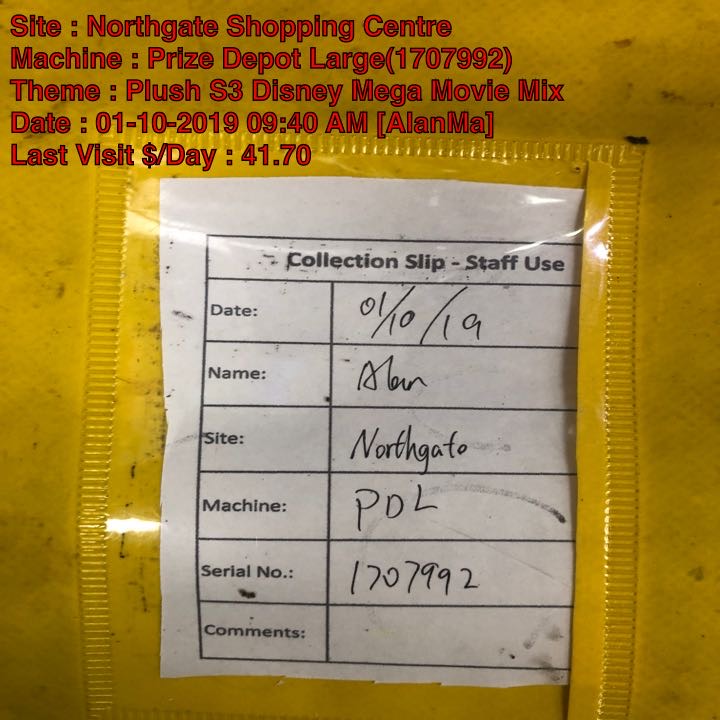 Site : Northgate Shopping Centre
Machine : Prize Depot Large(1707992)
Theme : Plush S3 Disney Mega Movie Mix
Date : 01-10-2019 09:40 AM [AlanMa]
Last Visit $/Day : 41.70
Collection Slip - Staff Use
Date: 01/10/19
Name: Alan
Site: Northgate
Machine: PDL
Serial No.: 1707992
Comments: